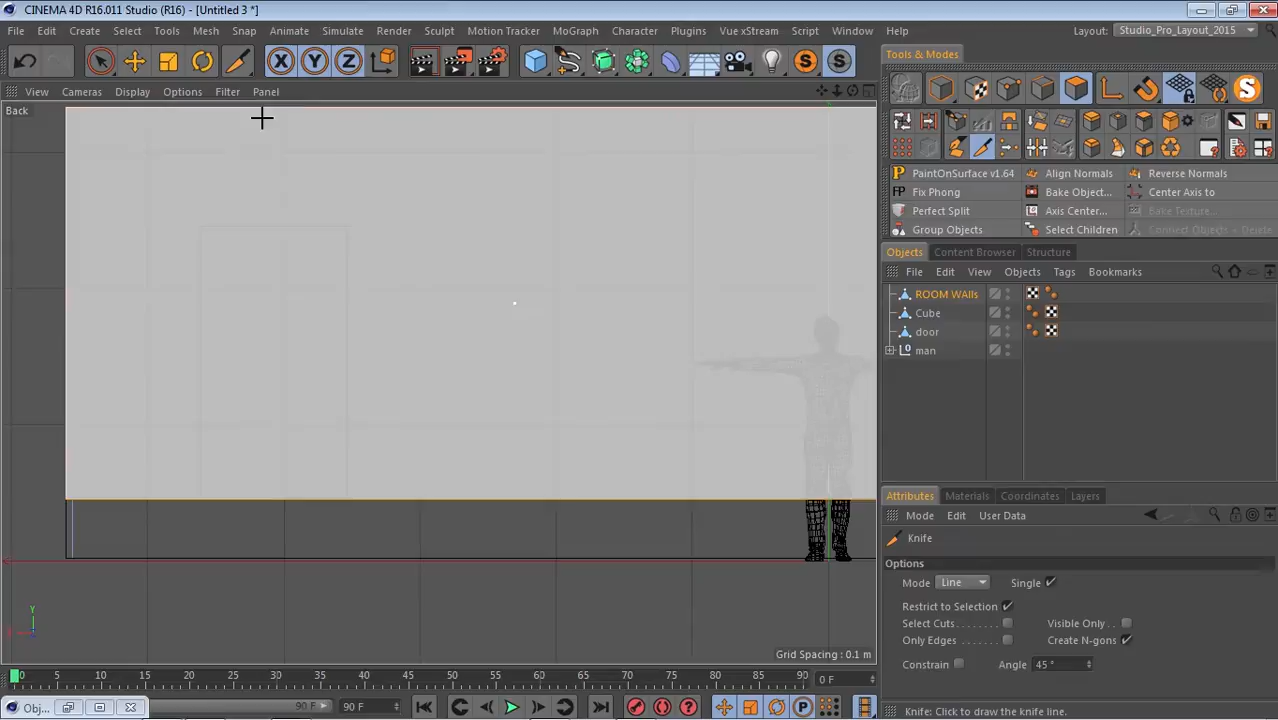 CINEMA 4D R16.011 Studio (R16) - [Untitled 3 *]
File Edit Create Select Tools Mesh Snap Animate Simulate Render Sculpt Motion Tracker MoGraph Character Plugins Vue xStream Script Window Help Layout: Studio_Pro_Layout_2015
Tools & Modes
X Y Z S S S
View Cameras Display Options Filter Panel
Back
P PaintOnSurface v1.64 Align Normals Reverse Normals
FP Fix Phong Bake Object... Center Axis to
Perfect Split Axis Center... Bake Texture...
Group Objects Select Children Connect Objects + Delete
Objects Content Browser Structure
File Edit View Objects Tags Bookmarks
ROOM WAlls
Cube
door
man
Attributes Materials Coordinates Layers
Mode Edit User Data
Knife
Options
Mode Line Single
Restrict to Selection
Select Cuts Visible Only
Only Edges Create N-gons
Constrain Angle 45 °
Y
Grid Spacing : 0.1 m
0 5 10 15 20 25 30 35 40 45 50 55 60 65 70 75 80 85 90 0 F
Obj... 90 F 90 F P
Knife: Click to draw the knife line.